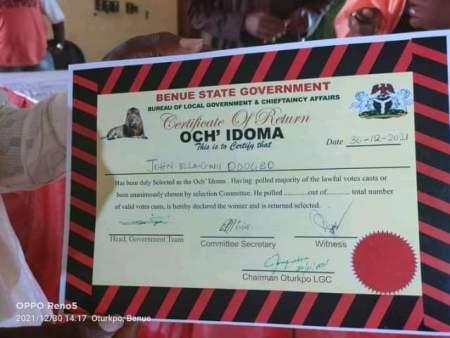 BENUE STATE GOVERNMENT
BUREAU OF LOCAL GOVERNMENT & CHIEFTAINCY AFFAIRS
Certificate Of Return
OCH' IDOMA
This is to Certify that
Date 30-12-2021
JOHN ELAIGWU ODOGBO
Has been duly Selected as the Och' Idoma. Having polled majority of the lawful votes casts or
been unanimously chosen by selection Committee. He polled ............out of............ total number
of valid votes casts, is hereby declared the winner and is returned selected.
Head, Government Team
Committee Secretary
Witness
Chairman Oturkpo LGC
OPPO Reno5
2021/12/30 14:17 Oturkpo, Benue